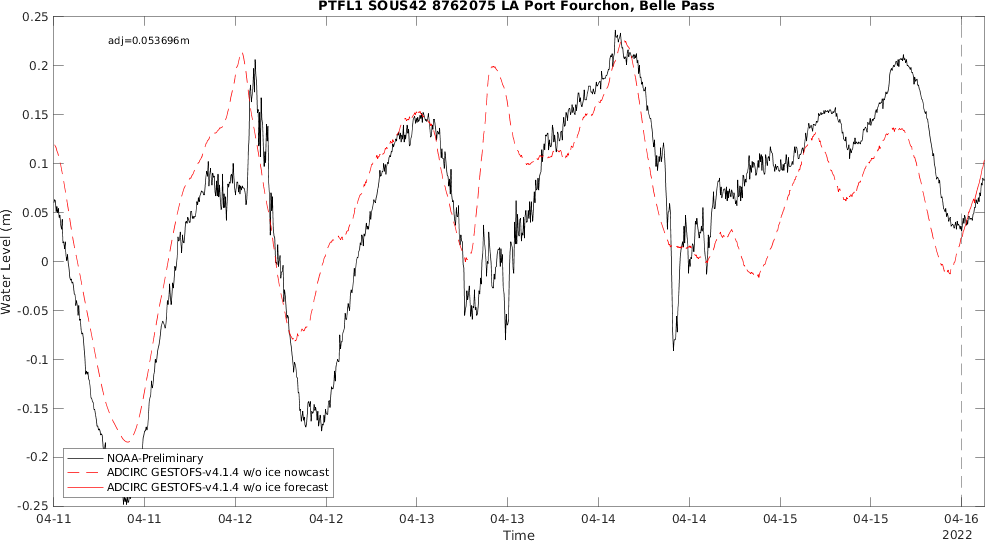 PTFL1 SOUS42 8762075 LA Port Fourchon, Belle Pass
adj=0.053696m
0.25
0.2
0.15
0.1
0.05
0
-0.05
-0.1
-0.15
-0.2
-0.25
Water Level (m)
NOAA-Preliminary
ADCIRC GESTOFS-v4.1.4 w/o ice nowcast
ADCIRC GESTOFS-v4.1.4 w/o ice forecast
04-11 04-11 04-12 04-12 04-13 04-13 04-14 04-14 04-15 04-15 04-16
2022
Time